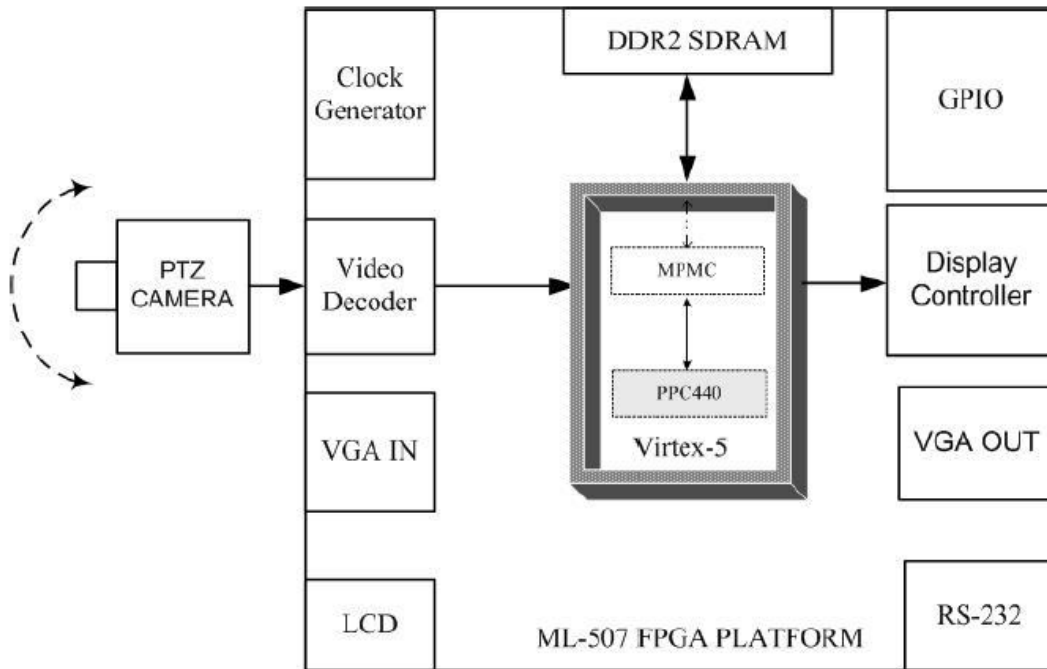 DDR2 SDRAM
Clock
Generator
GPIO
PTZ
CAMERA
Video
Decoder
MPMC
Display
Controller
PPC440
Virtex-5
VGA IN
VGA OUT
LCD
ML-507 FPGA PLATFORM
RS-232